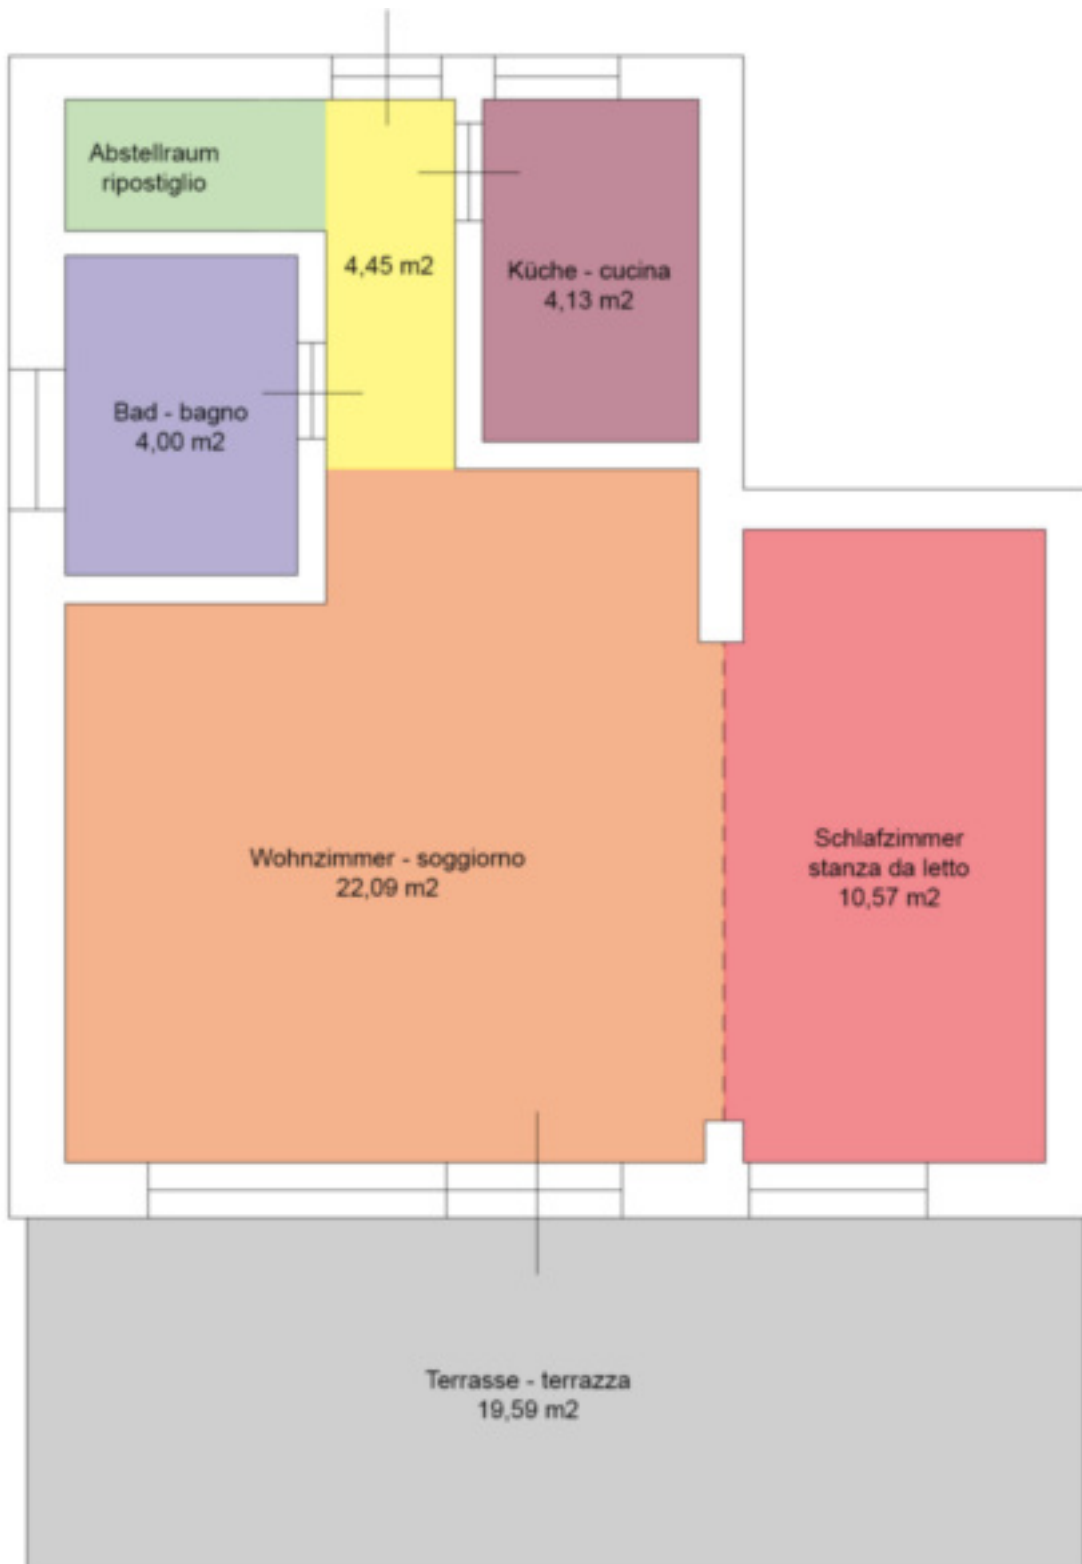 Abstellraum
ripostiglio
4,45 m2
Küche - cucina
4,13 m2
Bad - bagno
4,00 m2
Wohnzimmer - soggiorno
22,09 m2
Schlafzimmer
stanza da letto
10,57 m2
Terrasse - terrazza
19,59 m2